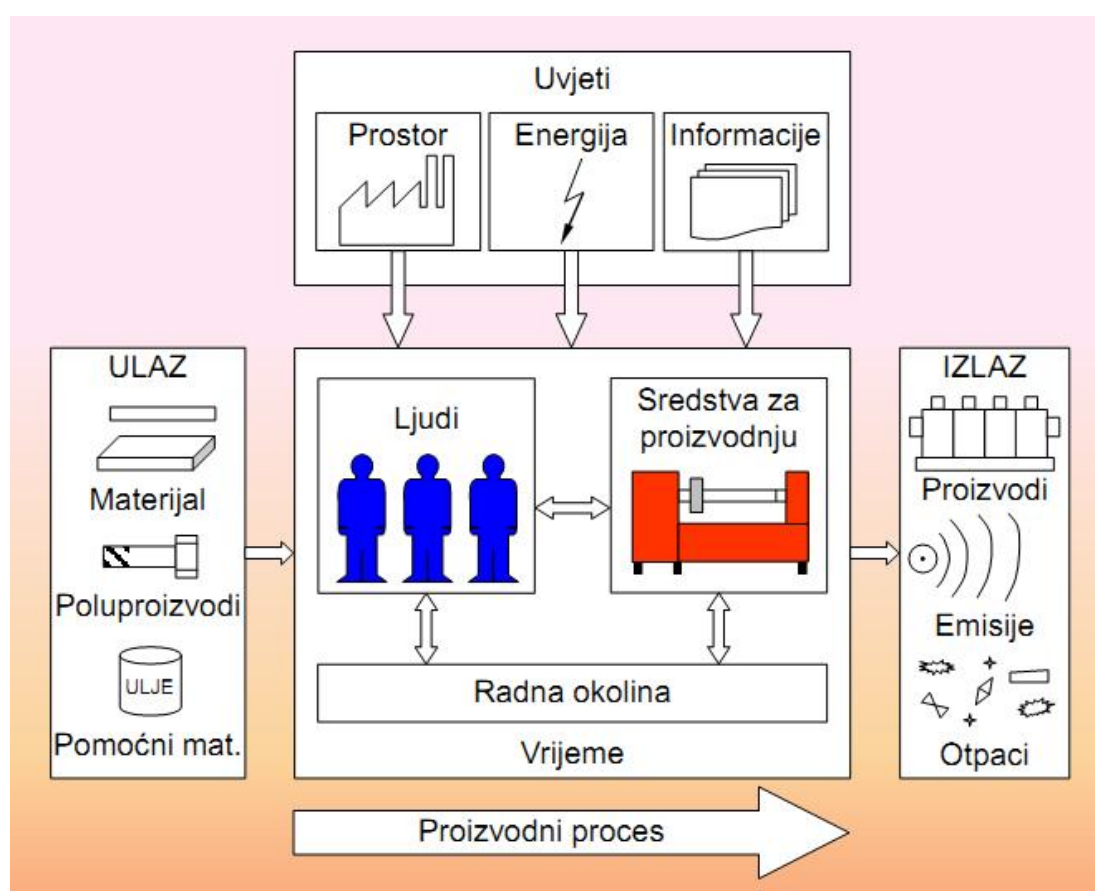 Uvjeti
Prostor
Energija
Informacije
ULAZ
Materijal
Poluproizvodi
ULJE
Pomoćni mat.
Ljudi
Sredstva za
proizvodnju
Radna okolina
Vrijeme
IZLAZ
Proizvodi
Emisije
Otpaci
Proizvodni proces